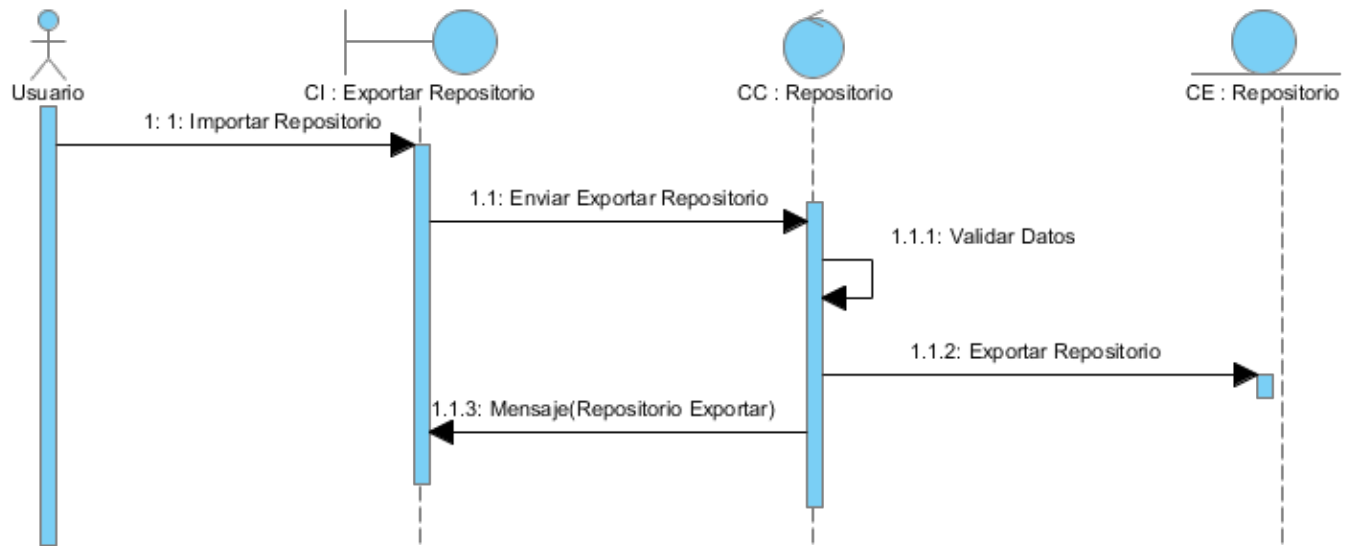 Usuario
CI : Exportar Repositorio
CC : Repositorio
CE : Repositorio
1: 1: Importar Repositorio
1.1: Enviar Exportar Repositorio
1.1.1: Validar Datos
1.1.2: Exportar Repositorio
1.1.3: Mensaje(Repositorio Exportar)